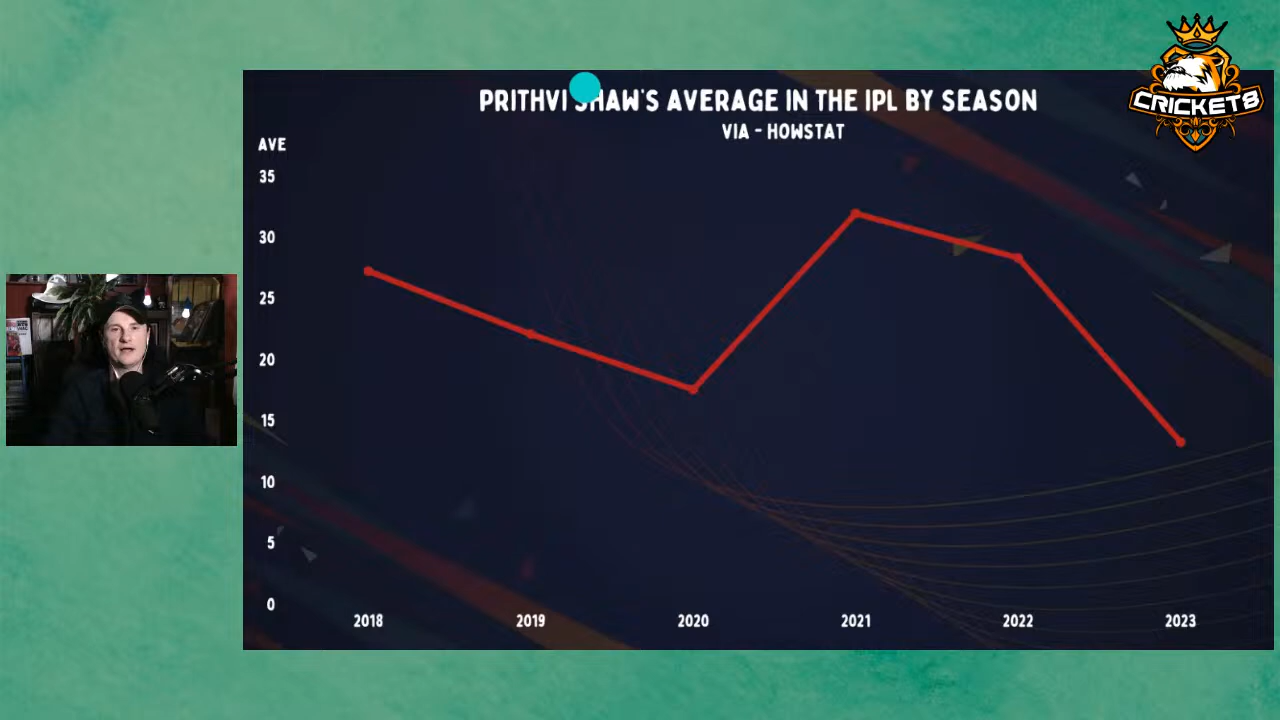 CRICKET8
PRITHVI SHAW'S AVERAGE IN THE IPL BY SEASON
VIA - HOWSTAT
AVE
35
30
25
20
15
10
5
0
2018 2019 2020 2021 2022 2023